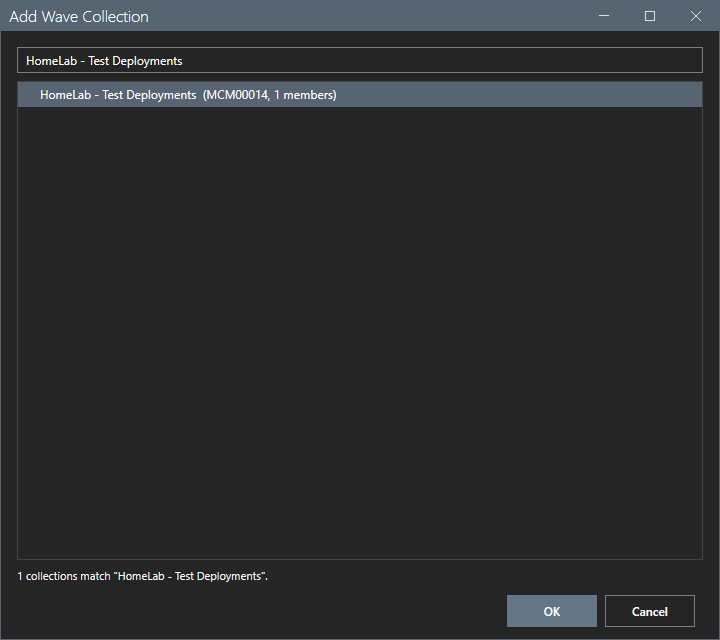 Add Wave Collection
HomeLab - Test Deployments
HomeLab - Test Deployments (MCM00014, 1 members)
1 collections match "HomeLab - Test Deployments".
OK
Cancel